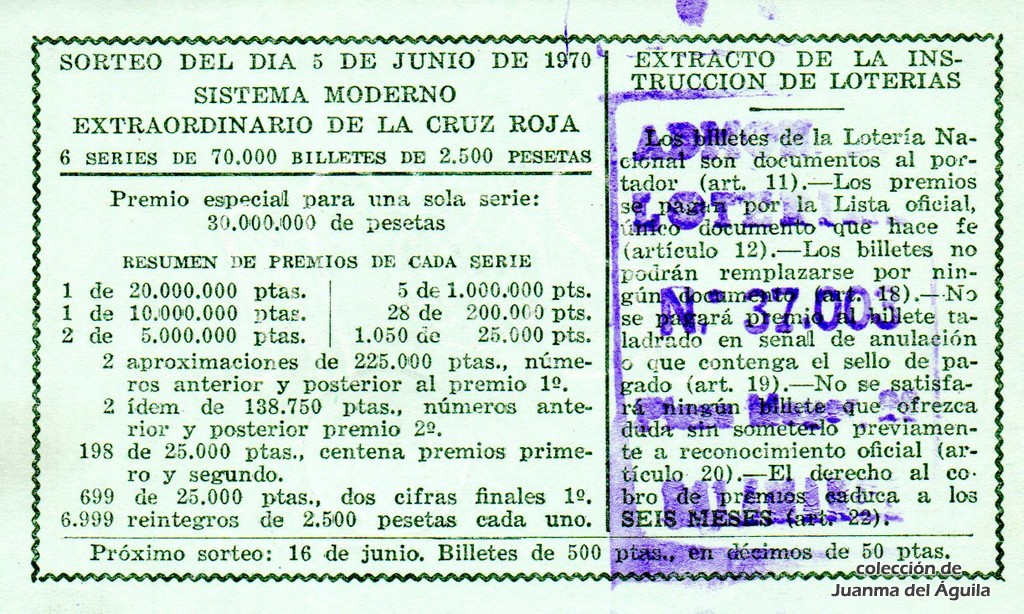 SORTEO DEL DIA 5 DE JUNIO DE 1970
SISTEMA MODERNO
EXTRAORDINARIO DE LA CRUZ ROJA
6 SERIES DE 70.000 BILLETES DE 2.500 PESETAS
Premio especial para una sola serie:
30.000.000 de pesetas
RESUMEN DE PREMIOS DE CADA SERIE
1 de 20.000.000 ptas. | 5 de 1.000.000 pts.
1 de 10.000.000 ptas. | 28 de 200.000 pts.
2 de 5.000.000 ptas. | 1.050 de 25.000 pts.
2 aproximaciones de 225.000 ptas., núme-
ros anterior y posterior al premio 1º.
2 ídem de 138.750 ptas., números ante-
rior y posterior premio 2º.
198 de 25.000 ptas., centena premios prime-
ro y segundo.
699 de 25.000 ptas., dos cifras finales 1º.
6.999 reintegros de 2.500 pesetas cada uno.
EXTRACTO DE LA INS-
TRUCCION DE LOTERIAS
Los billetes de la Lotería Na-
cional son documentos al por-
tador (art. 11).—Los premios
se pagan por la Lista oficial,
único documento que hace fe
(artículo 12).—Los billetes no
podrán remplazarse por nin-
gún documento (art. 18).—No
se pagará premio al billete ta-
ladrado en señal de anulación
o que contenga el sello de pa-
gado (art. 19).—No se satisfa-
rá ningún billete que ofrezca
duda sin someterlo previamen-
te a reconocimiento oficial (ar-
tículo 20).—El derecho al co-
bro de premios caduca a los
SEIS MESES (art. 22).
Próximo sorteo: 16 de junio. Billetes de 500 ptas., en décimos de 50 ptas.
N.º 37.003
colección de
Juanma del Águila